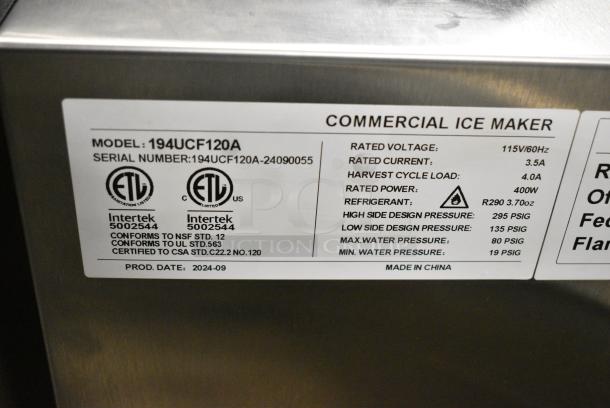 COMMERCIAL ICE MAKER
MODEL: 194UCF120A
SERIAL NUMBER:194UCF120A-24090055
ETL
C ETL US
Intertek
5002544
Intertek
5002544
CONFORMS TO NSF STD. 12
CONFORMS TO UL STD.563
CERTIFIED TO CSA STD.C22.2 NO.120
PROD. DATE: 2024-09
RATED VOLTAGE: 115V/60Hz
RATED CURRENT: 3.5A
HARVEST CYCLE LOAD: 4.0A
RATED POWER: 400W
REFRIGERANT: R290 3.70oz
HIGH SIDE DESIGN PRESSURE: 295 PSIG
LOW SIDE DESIGN PRESSURE: 135 PSIG
MAX.WATER PRESSURE: 80 PSIG
MIN. WATER PRESSURE: 19 PSIG
MADE IN CHINA
R
Of
Fed
Flar